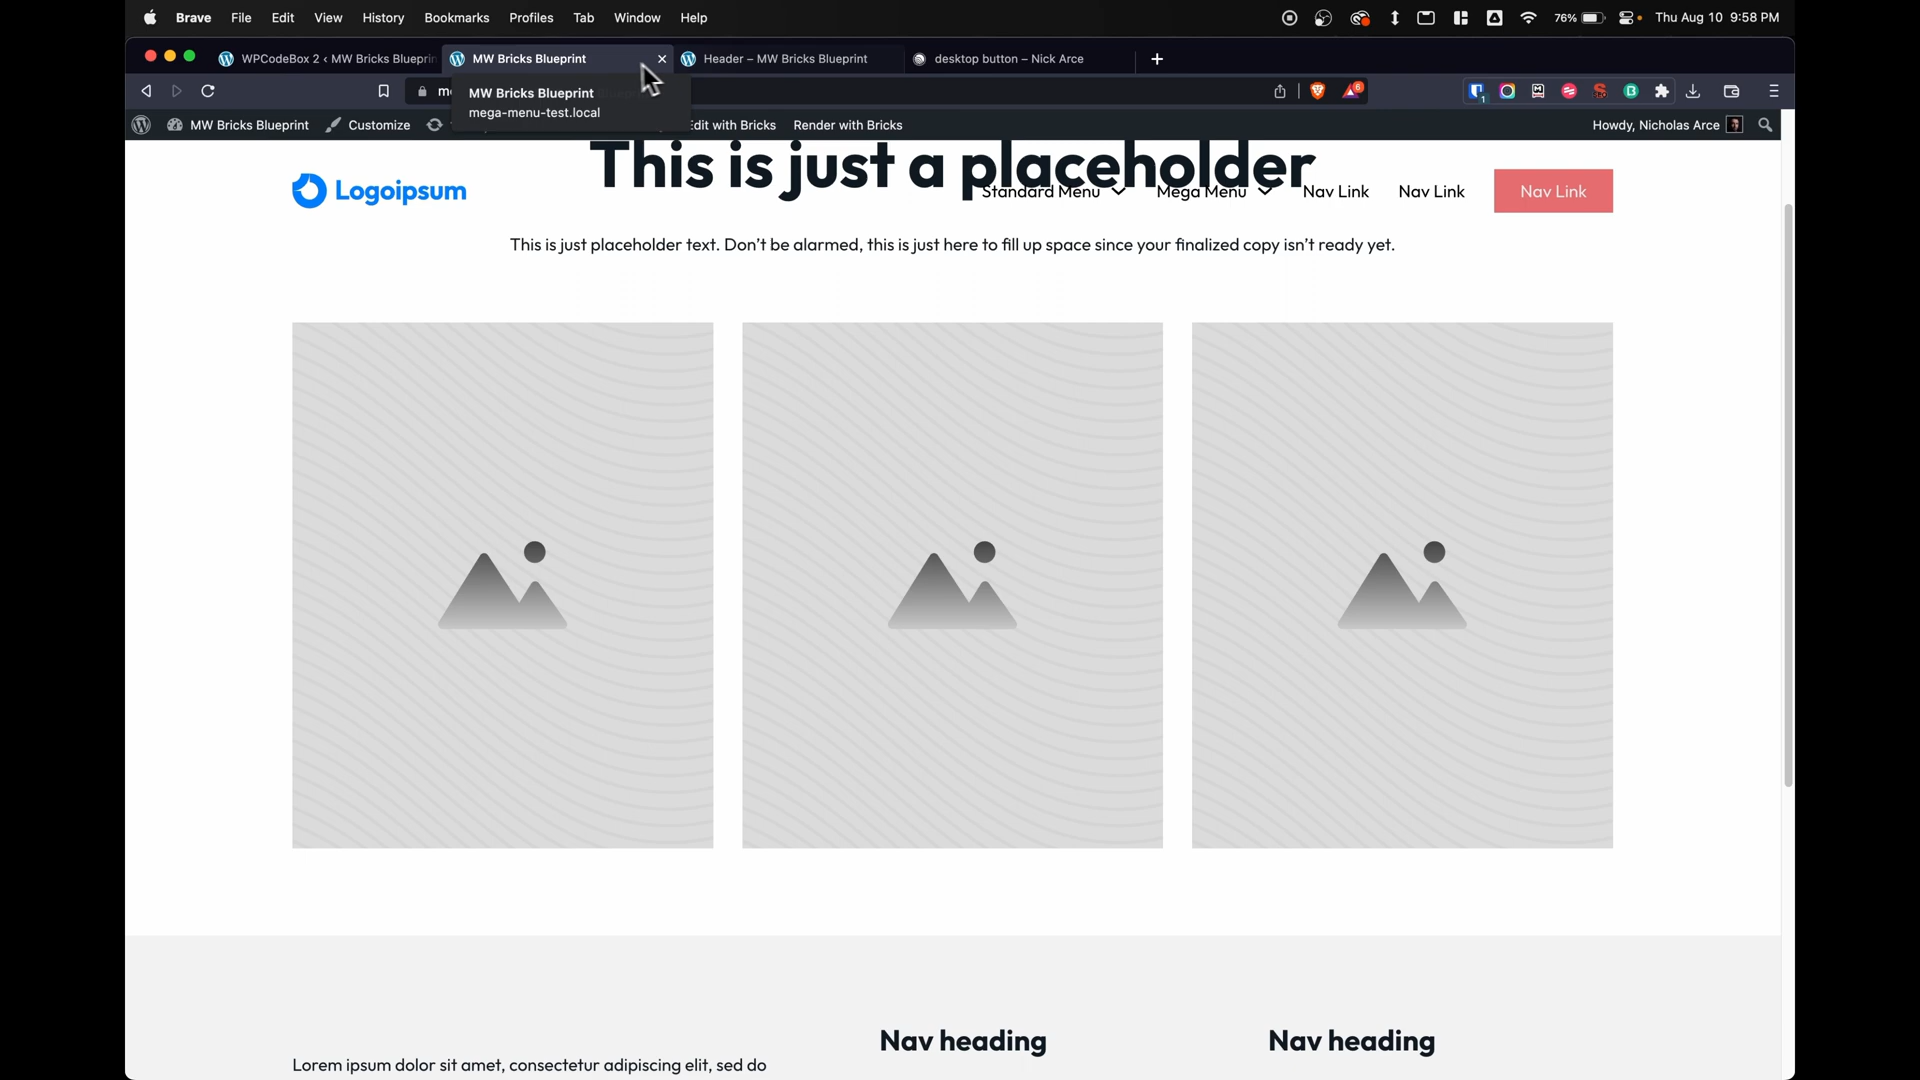 Brave File Edit View History Bookmarks Profiles Tab Window Help 76% Thu Aug 10 9:58 PM
WPCodeBox 2 ‹ MW Bricks Blueprin MW Bricks Blueprint Header – MW Bricks Blueprint desktop button – Nick Arce
MW Bricks Blueprint
mega-menu-test.local
6
1
MW Bricks Blueprint Customize Edit with Bricks Render with Bricks Howdy, Nicholas Arce
This is just a placeholder
Logoipsum Standard Menu Mega Menu Nav Link Nav Link Nav Link
This is just placeholder text. Don’t be alarmed, this is just here to fill up space since your finalized copy isn’t ready yet.
Nav heading Nav heading
Lorem ipsum dolor sit amet, consectetur adipiscing elit, sed do